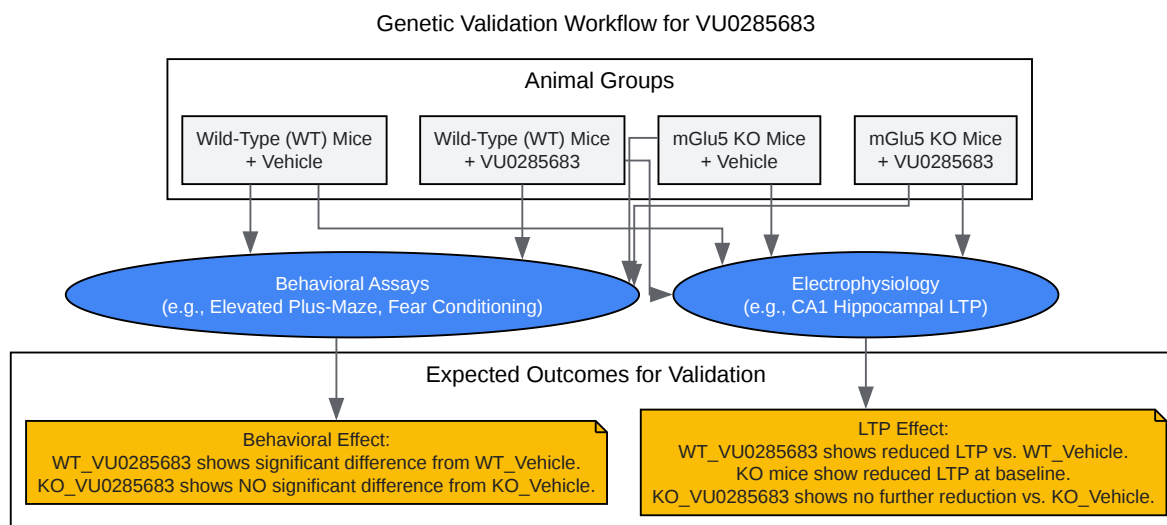 Genetic Validation Workflow for VU0285683
Animal Groups
Wild-Type (WT) Mice
+ Vehicle
Wild-Type (WT) Mice
+ VU0285683
mGlu5 KO Mice
+ Vehicle
mGlu5 KO Mice
+ VU0285683
Behavioral Assays
(e.g., Elevated Plus-Maze, Fear Conditioning)
Electrophysiology
(e.g., CA1 Hippocampal LTP)
Expected Outcomes for Validation
Behavioral Effect:
WT_VU0285683 shows significant difference from WT_Vehicle.
KO_VU0285683 shows NO significant difference from KO_Vehicle.
LTP Effect:
WT_VU0285683 shows reduced LTP vs. WT_Vehicle.
KO mice show reduced LTP at baseline.
KO_VU0285683 shows no further reduction vs. KO_Vehicle.